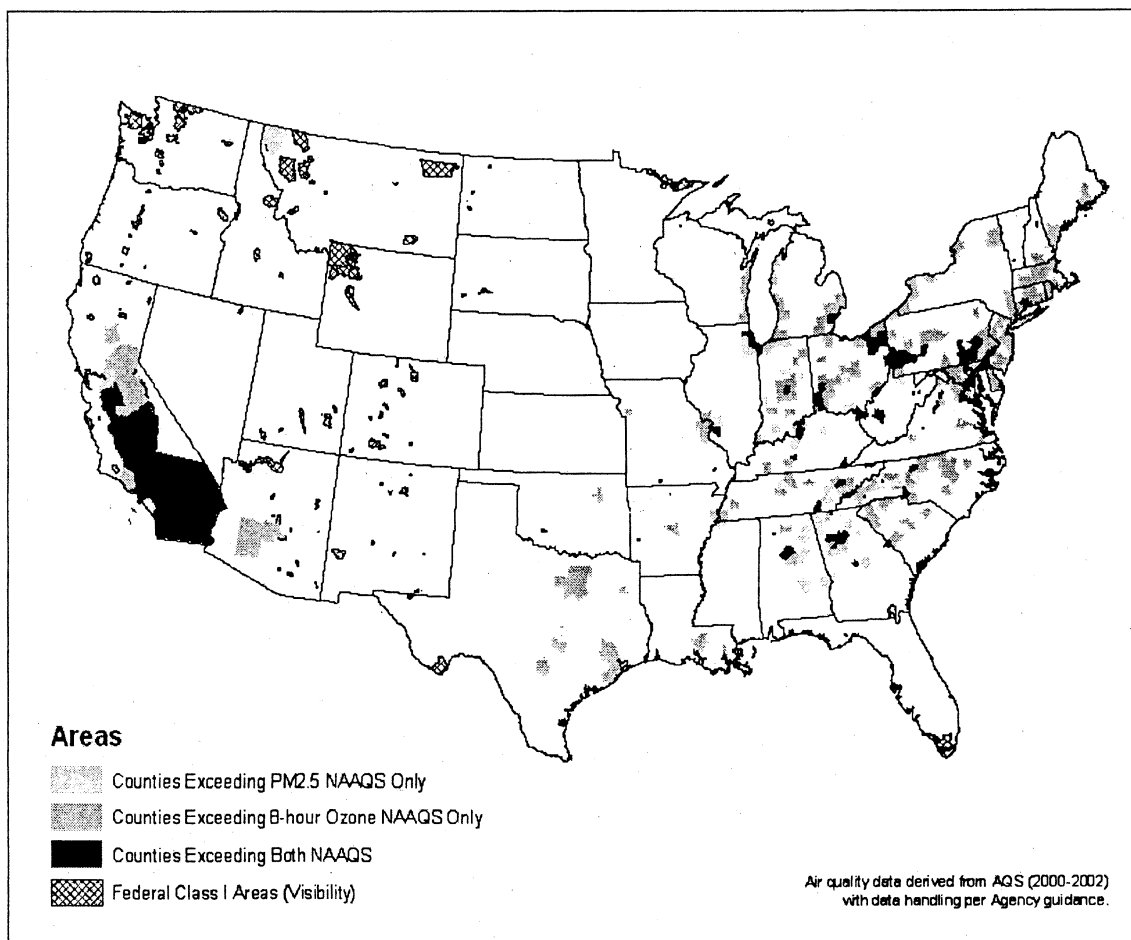 Areas
Counties Exceeding PM2.5 NAAQS Only
Counties Exceeding 8-hour Ozone NAAQS Only
Counties Exceeding Both NAAQS
Federal Class I Areas (Visibility)
Air quality data derived from AQS (2000-2002)
with data handling per Agency guidance.